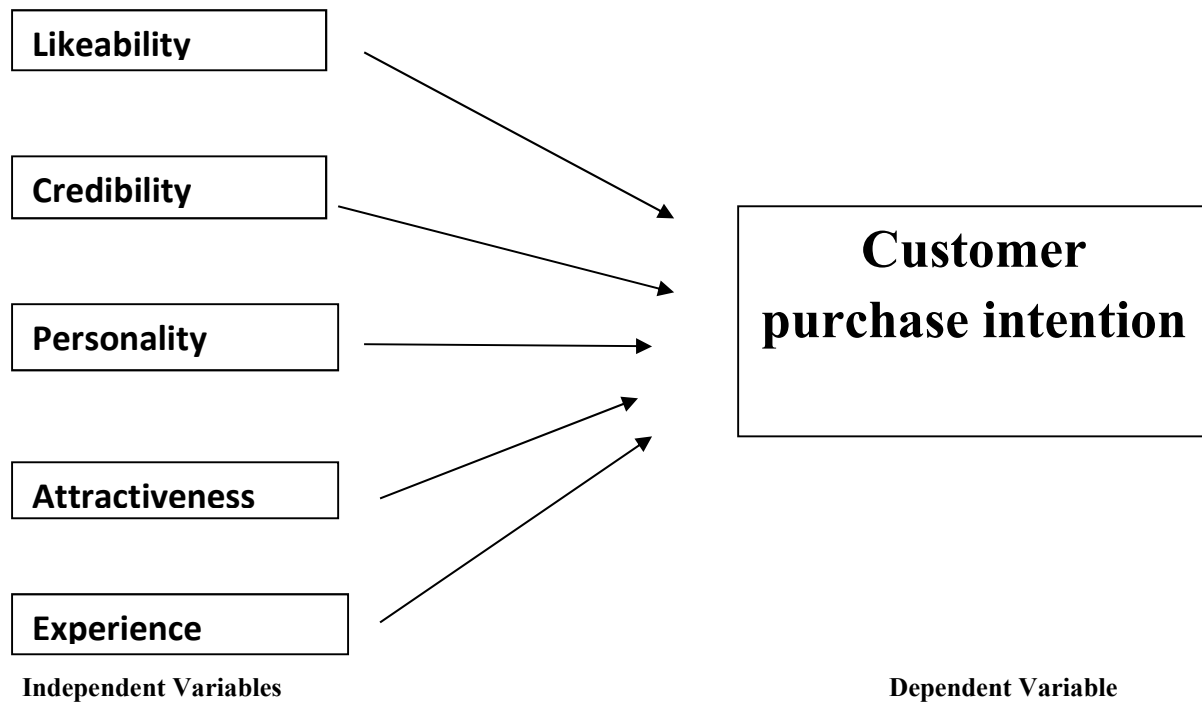 Likeability
Credibility
Personality
Attractiveness
Experience
Customer
purchase intention
Independent Variables
Dependent Variable